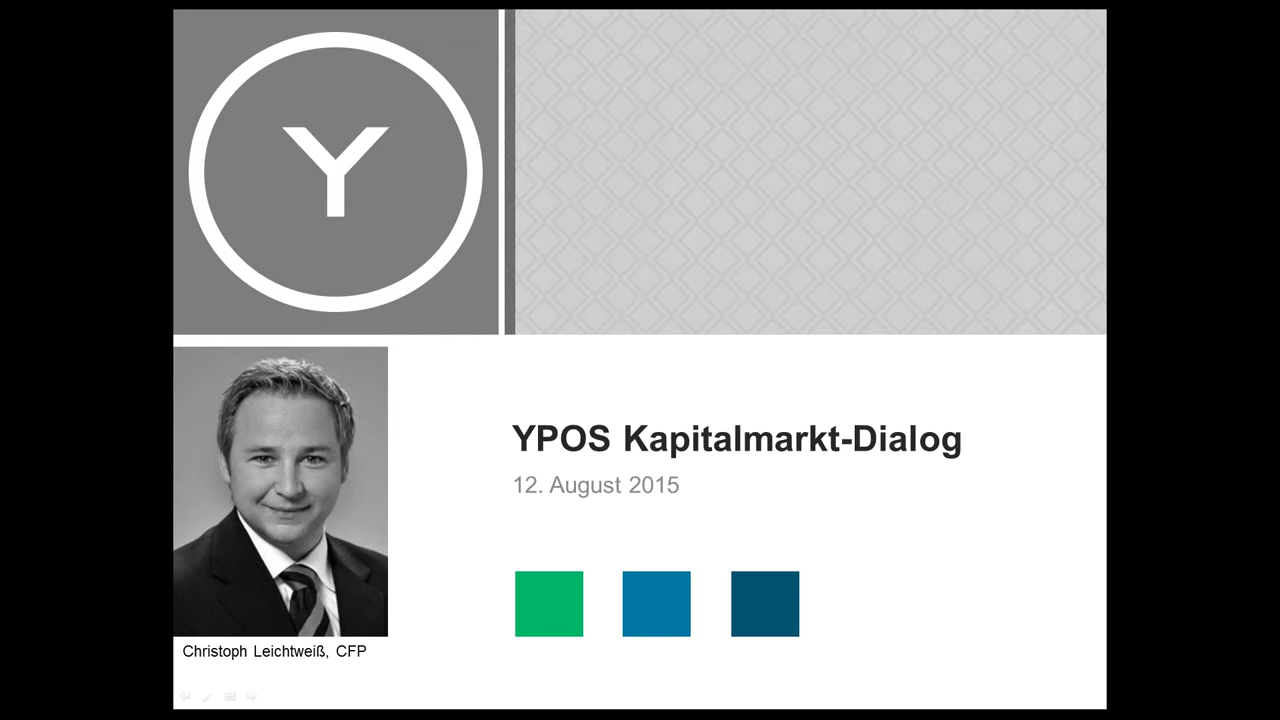 Y
YPOS Kapitalmarkt-Dialog
12. August 2015
Christoph Leichtweiß, CFP